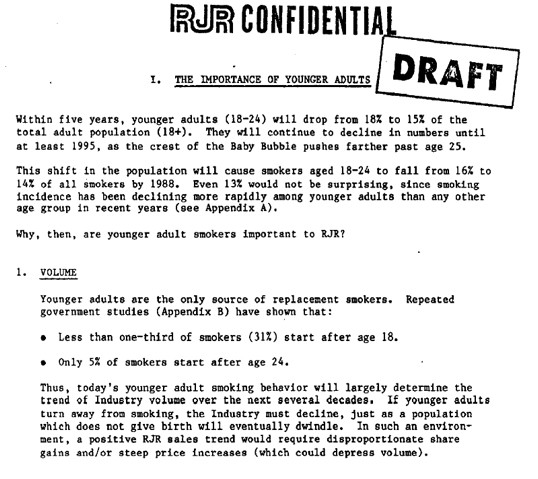 RJR CONFIDENTIAL
DRAFT
I. THE IMPORTANCE OF YOUNGER ADULTS
Within five years, younger adults (18-24) will drop from 18% to 15% of the
total adult population (18+). They will continue to decline in numbers until
at least 1995, as the crest of the Baby Bubble pushes farther past age 25.
This shift in the population will cause smokers aged 18-24 to fall from 16% to
14% of all smokers by 1988. Even 13% would not be surprising, since smoking
incidence has been declining more rapidly among younger adults than any other
age group in recent years (see Appendix A).
Why, then, are younger adult smokers important to RJR?
1. VOLUME
Younger adults are the only source of replacement smokers. Repeated
government studies (Appendix B) have shown that:
• Less than one-third of smokers (31%) start after age 18.
• Only 5% of smokers start after age 24.
Thus, today's younger adult smoking behavior will largely determine the
trend of Industry volume over the next several decades. If younger adults
turn away from smoking, the Industry must decline, just as a population
which does not give birth will eventually dwindle. In such an environ-
ment, a positive RJR sales trend would require disproportionate share
gains and/or steep price increases (which could depress volume).